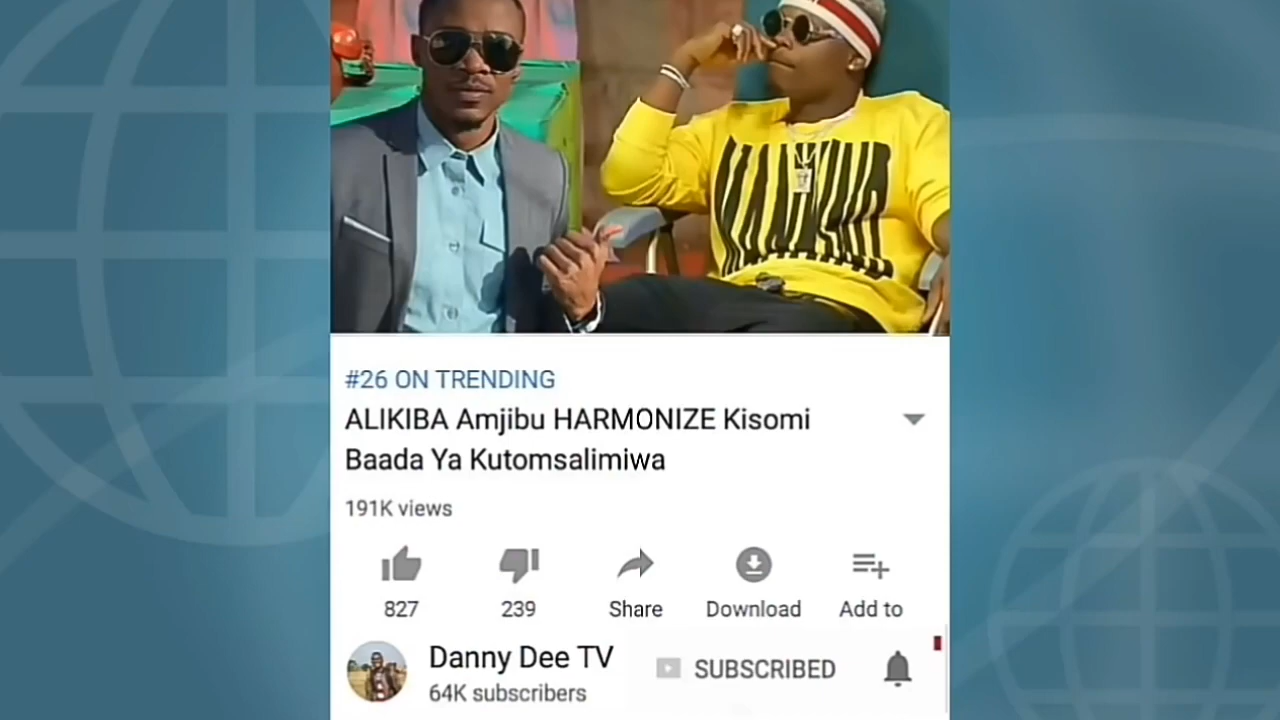 #26 ON TRENDING
ALIKIBA Amjibu HARMONIZE Kisomi
Baada Ya Kutomsalimiwa
191K views
827
239
Share
Download
Add to
Danny Dee TV
64K subscribers
SUBSCRIBED